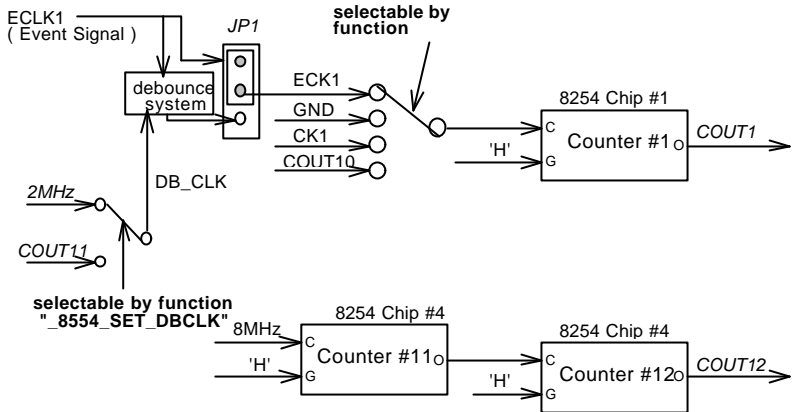 ECLK1
( Event Signal )
JP1
selectable by
function
debounce
system
ECK1
GND
CK1
COUT10
8254 Chip #1
C
Counter #1
O
COUT1
'H'
G
DB_CLK
2MHz
COUT11
selectable by function
"_8554_SET_DBCLK"
8254 Chip #4
8MHz
C
Counter #11
O
'H'
G
8254 Chip #4
C
Counter #12
O
COUT12
'H'
G